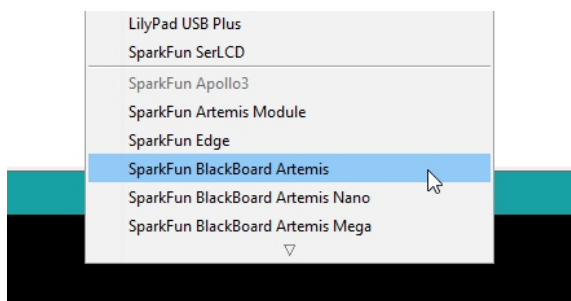 LilyPad USB Plus
SparkFun SerLCD
SparkFun Apollo3
SparkFun Artemis Module
SparkFun Edge
SparkFun BlackBoard Artemis
SparkFun BlackBoard Artemis Nano
SparkFun BlackBoard Artemis Mega